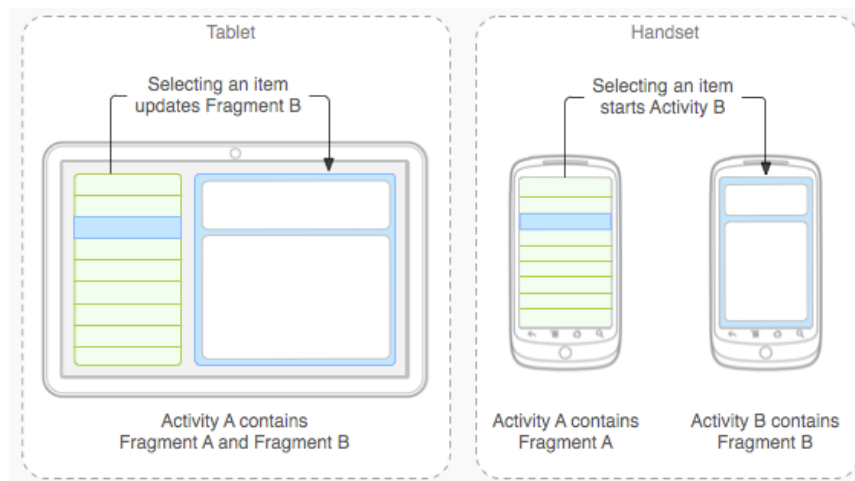 Tablet
Selecting an item
updates Fragment B
Activity A contains
Fragment A and Fragment B
Handset
Selecting an item
starts Activity B
Activity A contains
Fragment A
Activity B contains
Fragment B